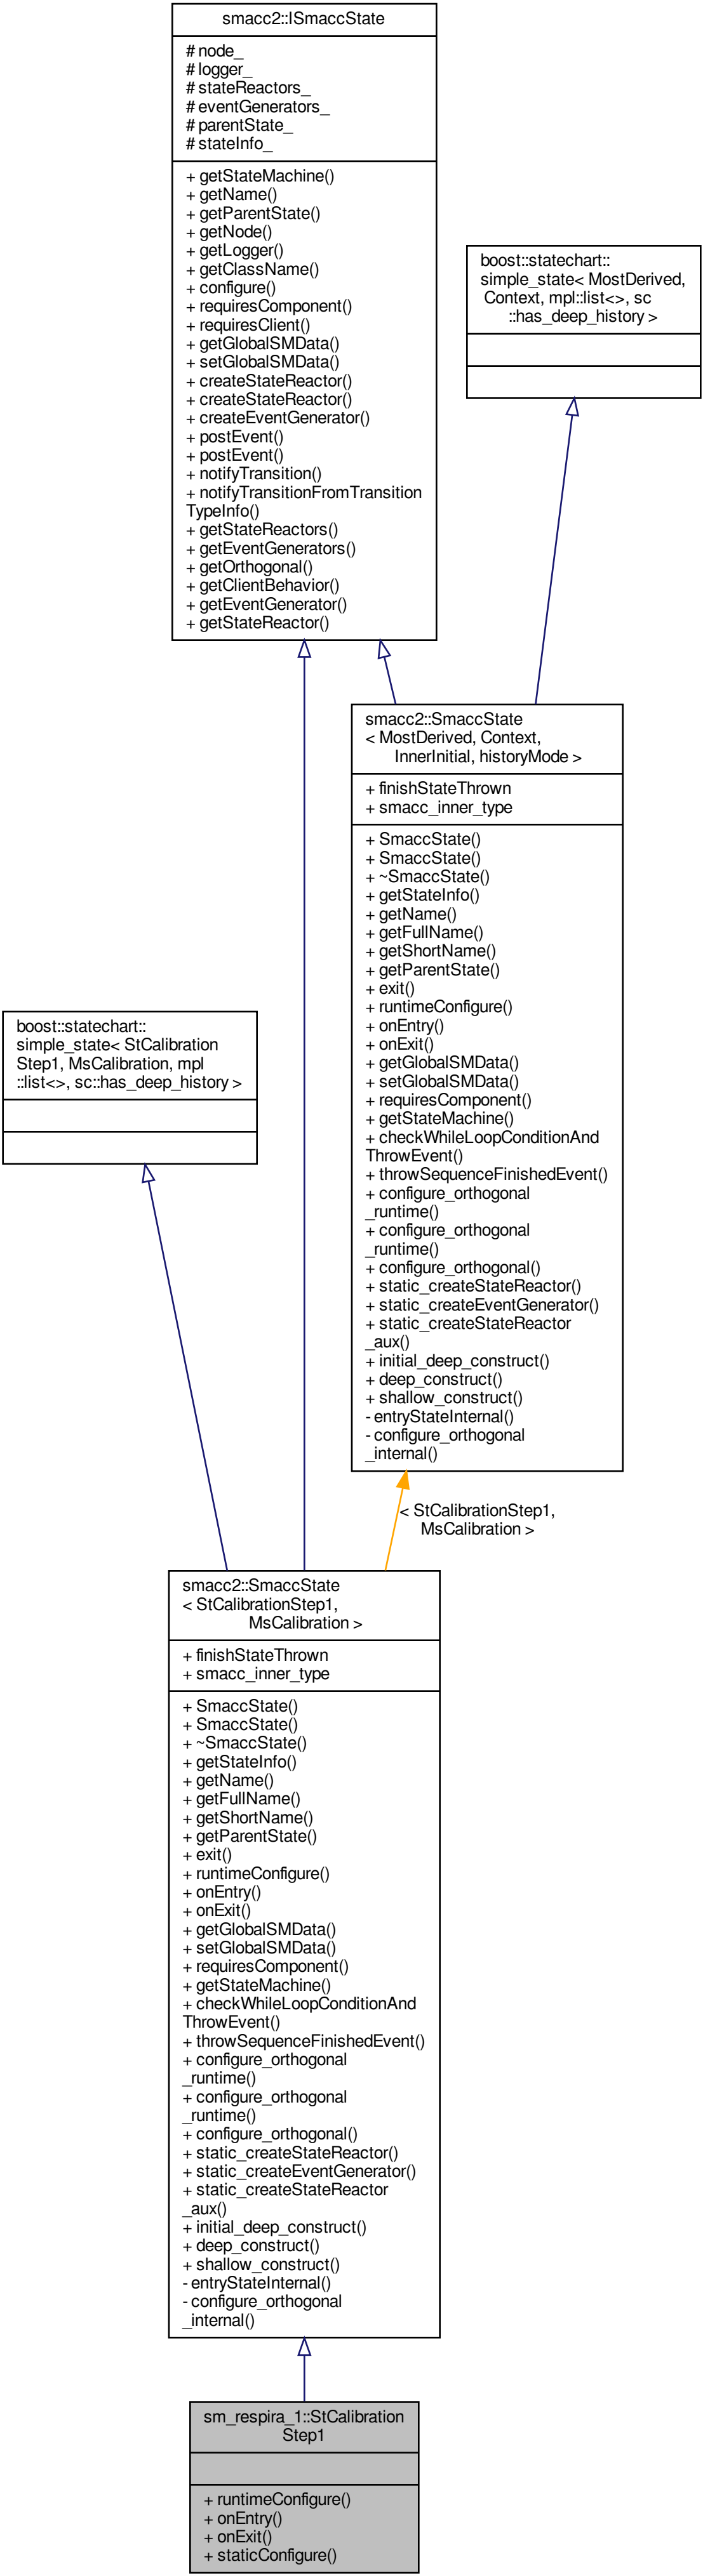 smacc2::ISmaccState
# node_
# logger_
# stateReactors_
# eventGenerators_
# parentState_
# stateInfo_
+ getStateMachine()
+ getName()
+ getParentState()
+ getNode()
+ getLogger()
+ getClassName()
+ configure()
+ requiresComponent()
+ requiresClient()
+ getGlobalSMData()
+ setGlobalSMData()
+ createStateReactor()
+ createStateReactor()
+ createEventGenerator()
+ postEvent()
+ postEvent()
+ notifyTransition()
+ notifyTransitionFromTransition
TypeInfo()
+ getStateReactors()
+ getEventGenerators()
+ getOrthogonal()
+ getClientBehavior()
+ getEventGenerator()
+ getStateReactor()
boost::statechart::
simple_state< MostDerived,
Context, mpl::list<>, sc
::has_deep_history >
smacc2::SmaccState
< MostDerived, Context,
InnerInitial, historyMode >
+ finishStateThrown
+ smacc_inner_type
+ SmaccState()
+ SmaccState()
+ ~SmaccState()
+ getStateInfo()
+ getName()
+ getFullName()
+ getShortName()
+ getParentState()
+ exit()
+ runtimeConfigure()
+ onEntry()
+ onExit()
+ getGlobalSMData()
+ setGlobalSMData()
+ requiresComponent()
+ getStateMachine()
+ checkWhileLoopConditionAnd
ThrowEvent()
+ throwSequenceFinishedEvent()
+ configure_orthogonal
_runtime()
+ configure_orthogonal
_runtime()
+ configure_orthogonal()
+ static_createStateReactor()
+ static_createEventGenerator()
+ static_createStateReactor
_aux()
+ initial_deep_construct()
+ deep_construct()
+ shallow_construct()
- entryStateInternal()
- configure_orthogonal
_internal()
boost::statechart::
simple_state< StCalibration
Step1, MsCalibration, mpl
::list<>, sc::has_deep_history >
< StCalibrationStep1,
MsCalibration >
smacc2::SmaccState
< StCalibrationStep1,
MsCalibration >
+ finishStateThrown
+ smacc_inner_type
+ SmaccState()
+ SmaccState()
+ ~SmaccState()
+ getStateInfo()
+ getName()
+ getFullName()
+ getShortName()
+ getParentState()
+ exit()
+ runtimeConfigure()
+ onEntry()
+ onExit()
+ getGlobalSMData()
+ setGlobalSMData()
+ requiresComponent()
+ getStateMachine()
+ checkWhileLoopConditionAnd
ThrowEvent()
+ throwSequenceFinishedEvent()
+ configure_orthogonal
_runtime()
+ configure_orthogonal
_runtime()
+ configure_orthogonal()
+ static_createStateReactor()
+ static_createEventGenerator()
+ static_createStateReactor
_aux()
+ initial_deep_construct()
+ deep_construct()
+ shallow_construct()
- entryStateInternal()
- configure_orthogonal
_internal()
sm_respira_1::StCalibration
Step1
+ runtimeConfigure()
+ onEntry()
+ onExit()
+ staticConfigure()